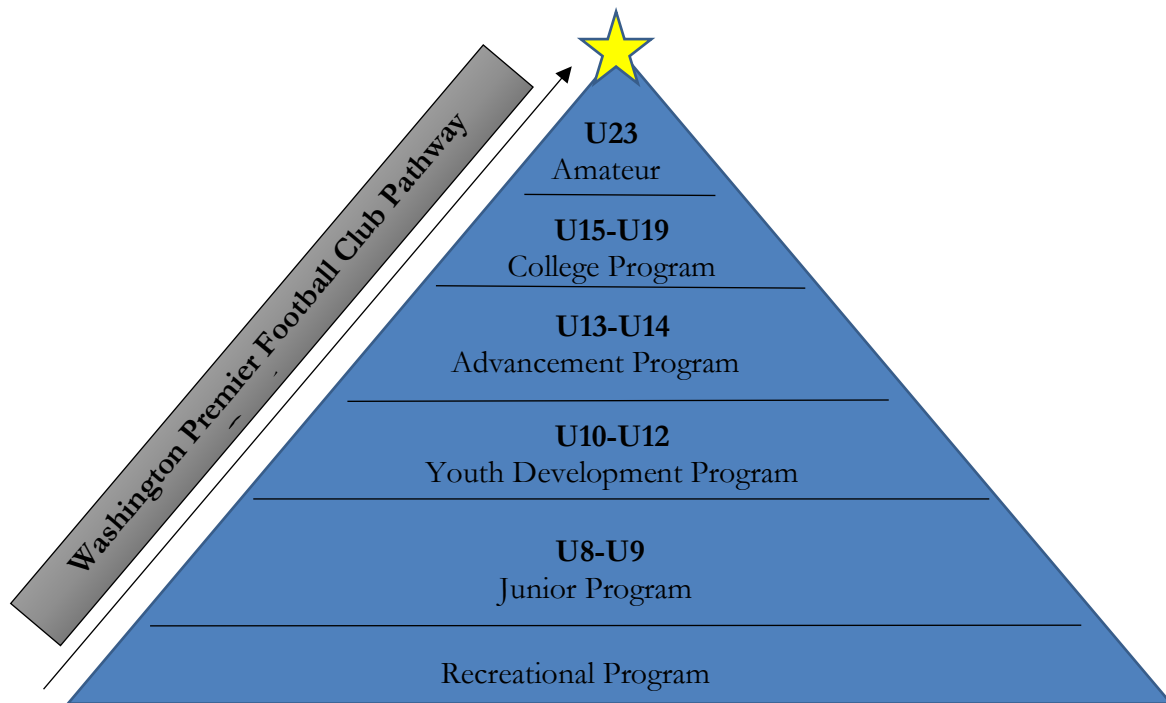 Washington Premier Football Club Pathway
U23
Amateur
U15-U19
College Program
U13-U14
Advancement Program
U10-U12
Youth Development Program
U8-U9
Junior Program
Recreational Program